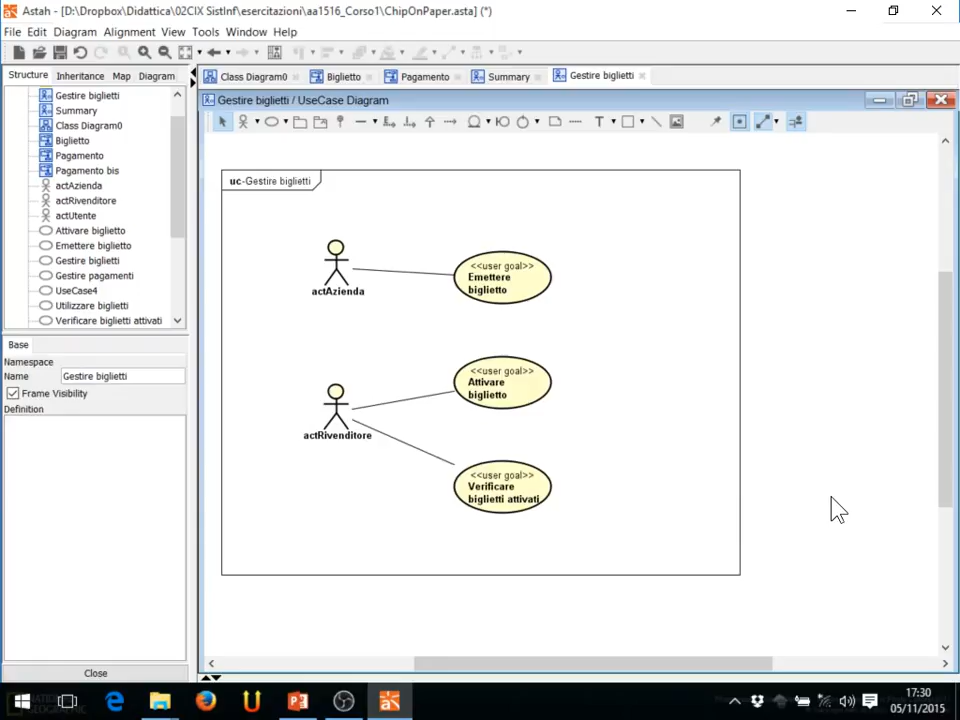 Astah - [D:\Dropbox\Didattica\02CIX SistInf\esercitazioni\aa1516_Corso1\ChipOnPaper.asta] (*)
File Edit Diagram Alignment View Tools Window Help
Structure Inheritance Map Diagram
Class Diagram0 Biglietto Pagamento Summary Gestire biglietti
Gestire biglietti / UseCase Diagram
Gestire biglietti
Summary
Class Diagram0
Biglietto
Pagamento
Pagamento bis
actAzienda
actRivenditore
actUtente
Attivare biglietto
Emettere biglietto
Gestire biglietti
Gestire pagamenti
UseCase4
Utilizzare biglietti
Verificare biglietti attivati
Base
Namespace
Name Gestire biglietti
Frame Visibility
Definition
Close
uc-Gestire biglietti
actAzienda
<<user goal>>
Emettere
biglietto
actRivenditore
<<user goal>>
Attivare
biglietto
<<user goal>>
Verificare
biglietti attivati
17:30
05/11/2015